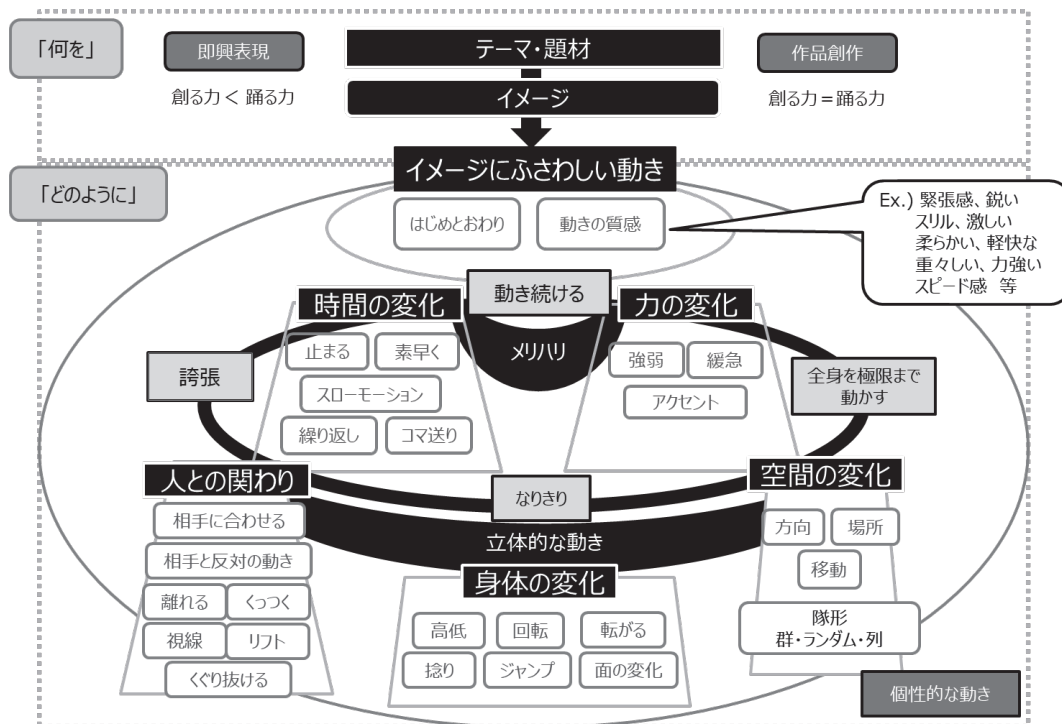 「何を」
即興表現
創る力 < 踊る力
テーマ・題材
イメージ
作品創作
創る力 = 踊る力
「どのように」
イメージにふさわしい動き
はじめとおわり
動きの質感
Ex.) 緊張感、鋭い
スリル、激しい
柔らかい、軽快な
重々しい、力強い
スピード感 等
動き続ける
時間の変化
止まる
素早く
スローモーション
繰り返し
コマ送り
メリハリ
力の変化
強弱
緩急
アクセント
誇張
全身を極限まで
動かす
人との関わり
相手に合わせる
相手と反対の動き
離れる
くっつく
視線
リフト
くぐり抜ける
なりきり
立体的な動き
身体の変化
高低
回転
転がる
捻り
ジャンプ
面の変化
空間の変化
方向
場所
移動
隊形
群・ランダム・列
個性的な動き